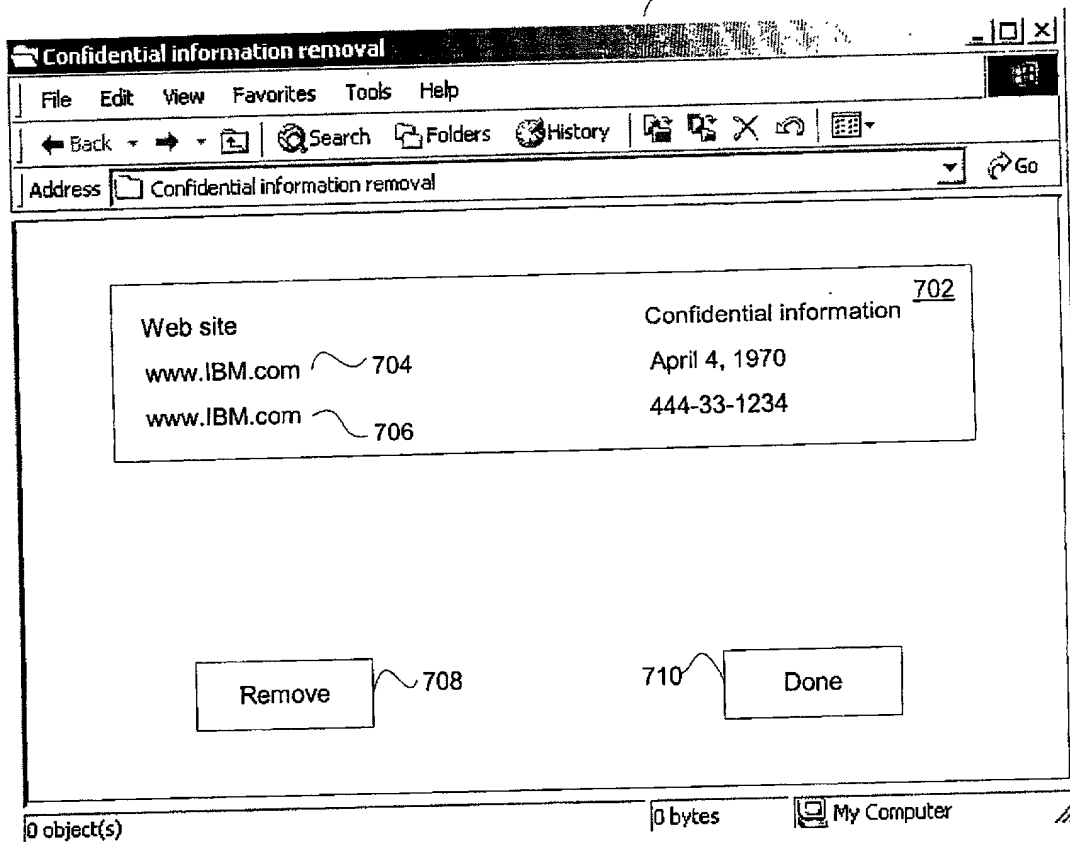 Confidential information removal
File Edit View Favorites Tools Help
Back Search Folders History
Address Confidential information removal Go
702
Web site Confidential information
www.IBM.com 704 April 4, 1970
www.IBM.com 706 444-33-1234
Remove 708 710 Done
0 object(s) 0 bytes My Computer